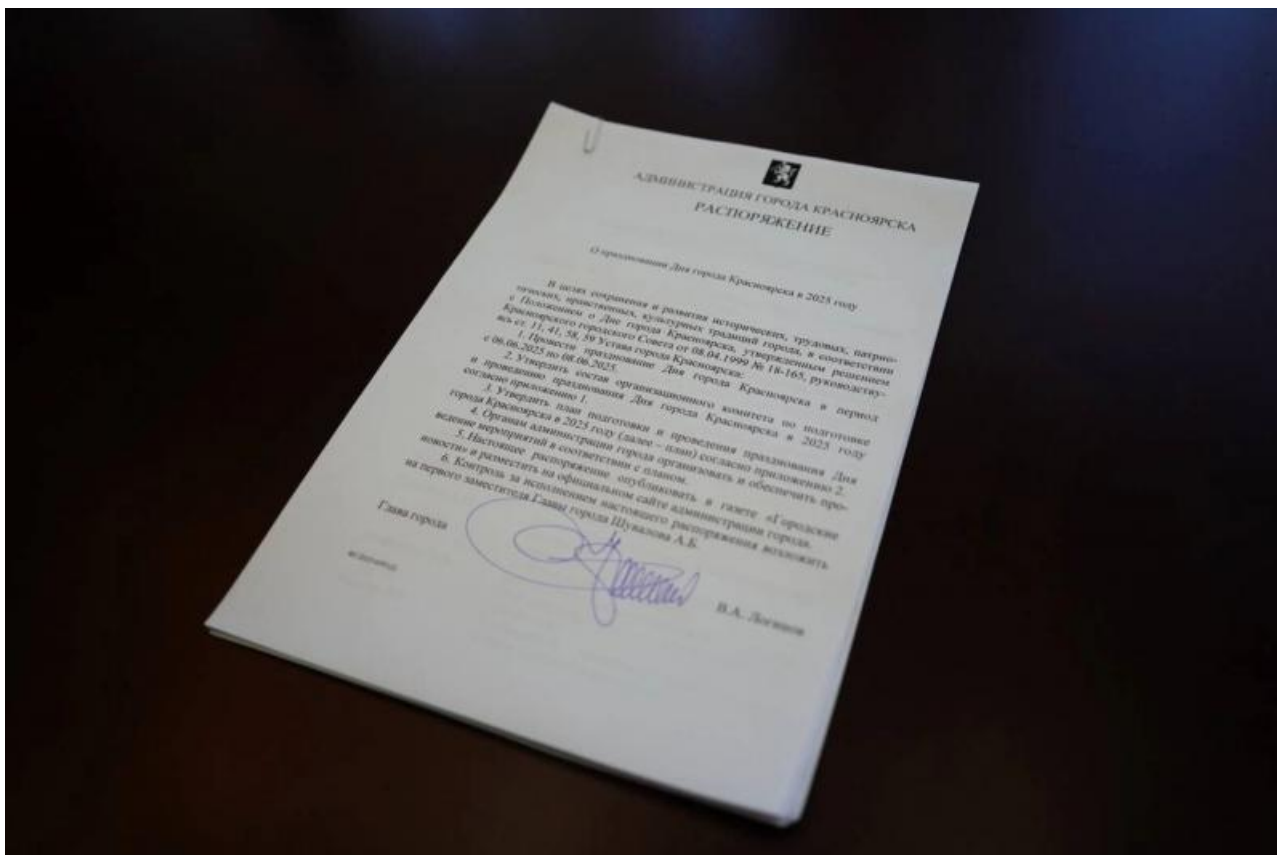 АДМИНИСТРАЦИЯ ГОРОДА КРАСНОЯРСКА
РАСПОРЯЖЕНИЕ
О праздновании Дня города Красноярска в 2025 году
В целях сохранения и развития исторических, трудовых, патрио-
тических, нравственных, культурных традиций города, в соответствии
с Положением о Дне города Красноярска, утвержденным решением
Красноярского городского Совета от 08.04.1999 № 18-165, руководству-
ясь ст. 11, 41, 58, 59 Устава города Красноярска:
1. Провести празднование Дня города Красноярска в период
с 06.06.2025 по 08.06.2025.
2. Утвердить состав организационного комитета по подготовке
и проведению празднования Дня города Красноярска в 2025 году
согласно приложению 1.
3. Утвердить план подготовки и проведения празднования Дня
города Красноярска в 2025 году (далее – план) согласно приложению 2.
4. Органам администрации города организовать и обеспечить про-
ведение мероприятий в соответствии с планом.
5. Настоящее распоряжение опубликовать в газете «Городские
новости» и разместить на официальном сайте администрации города.
6. Контроль за исполнением настоящего распоряжения возложить
на первого заместителя Главы города Шувалова А.Б.
Глава города
В.А. Логинов